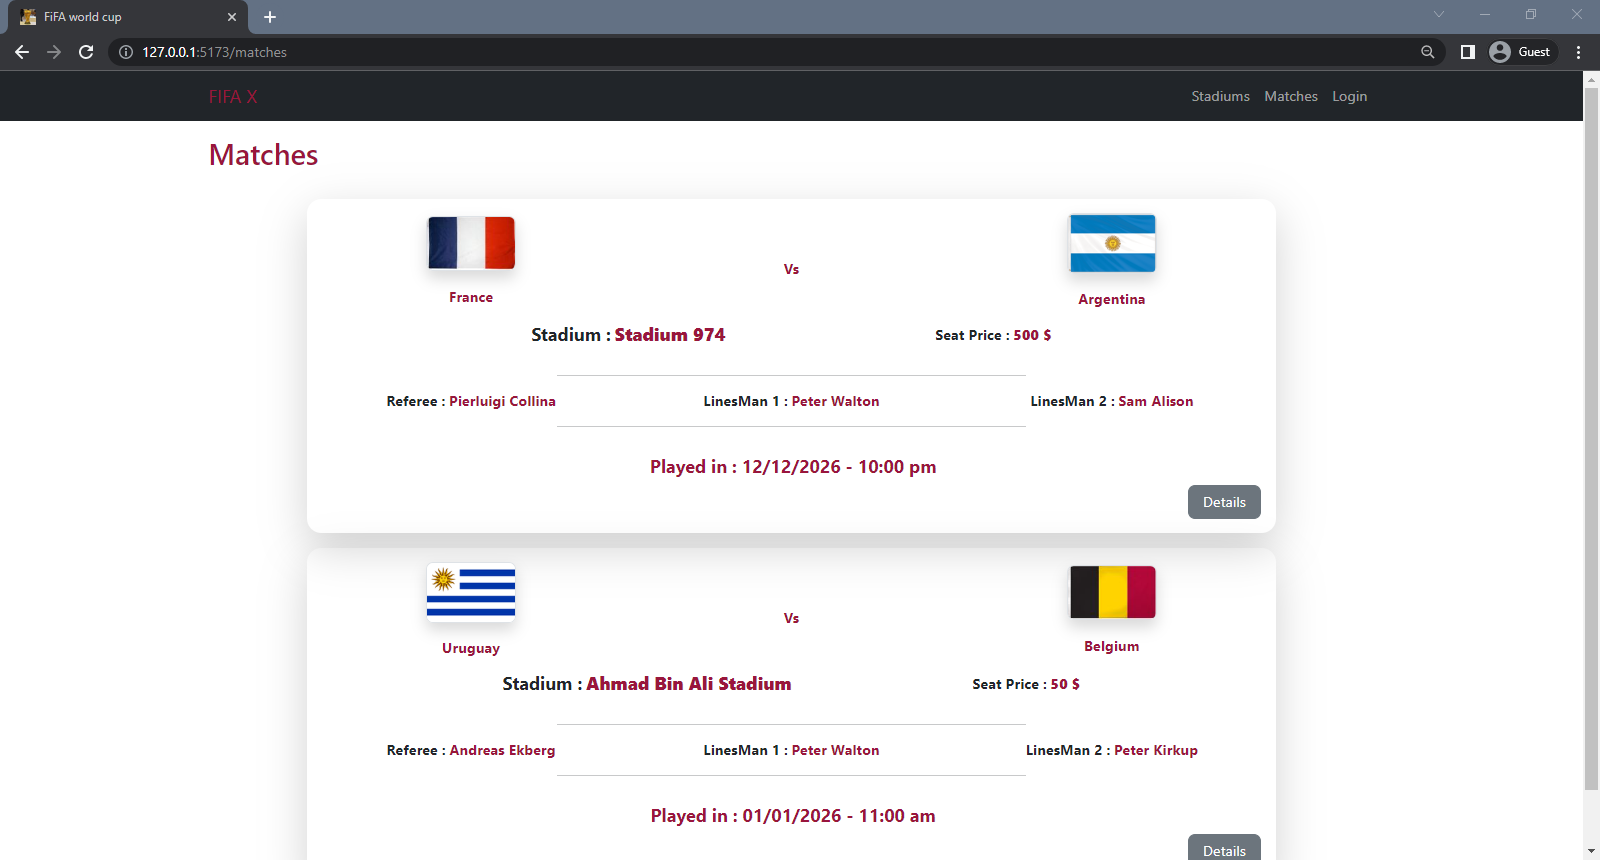 FiFA world cup
127.0.0.1:5173/matches
Guest
FIFA X
Stadiums Matches Login
Matches
Vs
France
Argentina
Stadium : Stadium 974 Seat Price : 500 $
Referee : Pierluigi Collina LinesMan 1 : Peter Walton LinesMan 2 : Sam Alison
Played in : 12/12/2026 - 10:00 pm
Details
Vs
Uruguay
Belgium
Stadium : Ahmad Bin Ali Stadium Seat Price : 50 $
Referee : Andreas Ekberg LinesMan 1 : Peter Walton LinesMan 2 : Peter Kirkup
Played in : 01/01/2026 - 11:00 am
Details